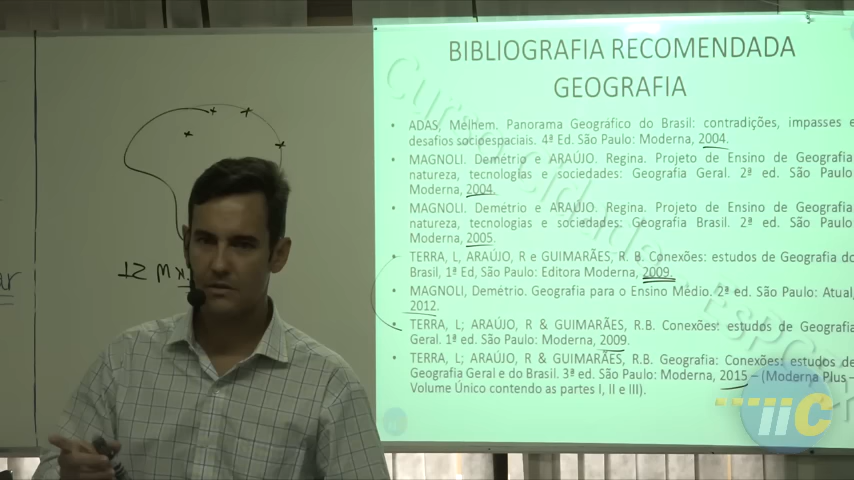 BIBLIOGRAFIA RECOMENDADA
GEOGRAFIA
• ADAS, Melhem. Panorama Geográfico do Brasil: contradições, impasses e
desafios socioespaciais. 4ª Ed. São Paulo: Moderna, 2004.
• MAGNOLI. Demétrio e ARAÚJO. Regina. Projeto de Ensino de Geografia
natureza, tecnologias e sociedades: Geografia Geral. 2ª ed. São Paulo
Moderna, 2004.
• MAGNOLI. Demétrio e ARAÚJO. Regina. Projeto de Ensino de Geografia
natureza, tecnologias e sociedades: Geografia Brasil. 2ª ed. São Paulo
Moderna, 2005.
• TERRA, L, ARAÚJO, R e GUIMARÃES, R. B. Conexões: estudos de Geografia do
Brasil, 1ª Ed, São Paulo: Editora Moderna, 2009.
• MAGNOLI, Demétrio. Geografia para o Ensino Médio. 2ª ed. São Paulo: Atual,
2012.
• TERRA, L; ARAÚJO, R & GUIMARÃES, R.B. Conexões: estudos de Geografia
Geral. 1ª ed. São Paulo: Moderna, 2009.
• TERRA, L; ARAÚJO, R & GUIMARÃES, R.B. Geografia: Conexões: estudos de
Geografia Geral e do Brasil. 3ª ed. São Paulo: Moderna, 2015 – (Moderna Plus –
Volume Único contendo as partes I, II e III).
Curso Cidade
iiC